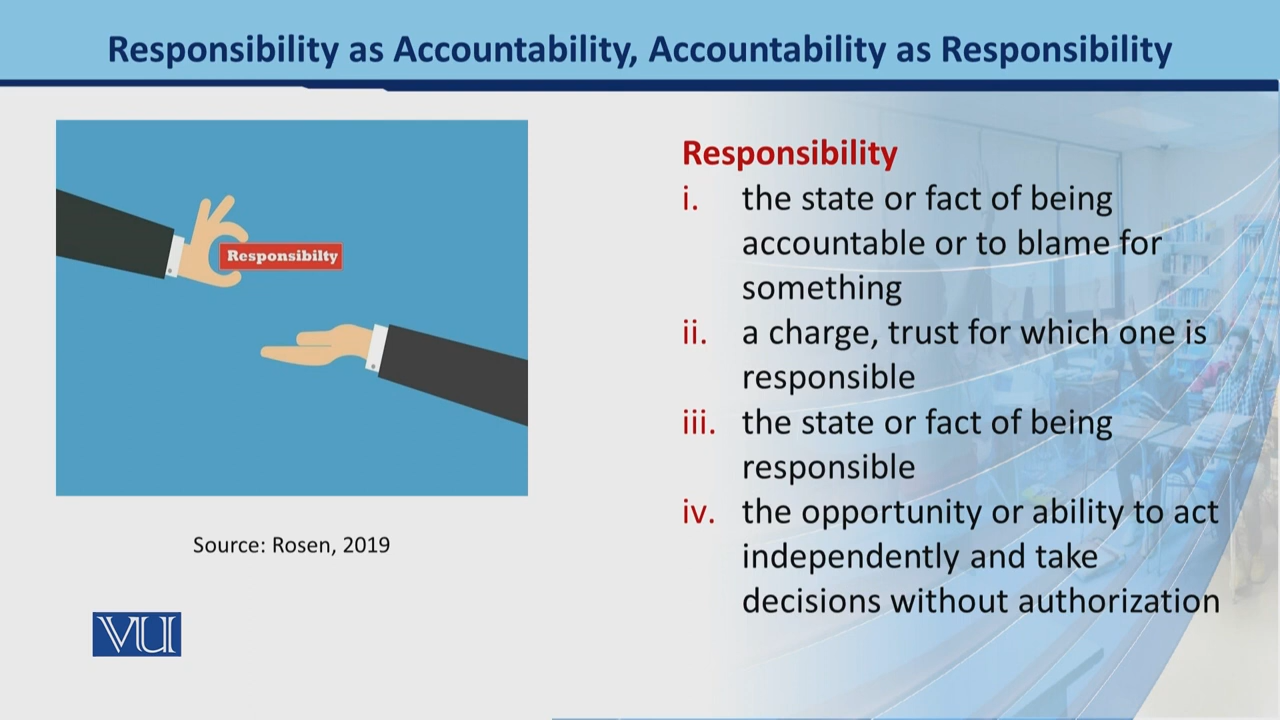 Responsibility as Accountability, Accountability as Responsibility
Responsibilty
Source: Rosen, 2019
VU
Responsibility
i. the state or fact of being
accountable or to blame for
something
ii. a charge, trust for which one is
responsible
iii. the state or fact of being
responsible
iv. the opportunity or ability to act
independently and take
decisions without authorization